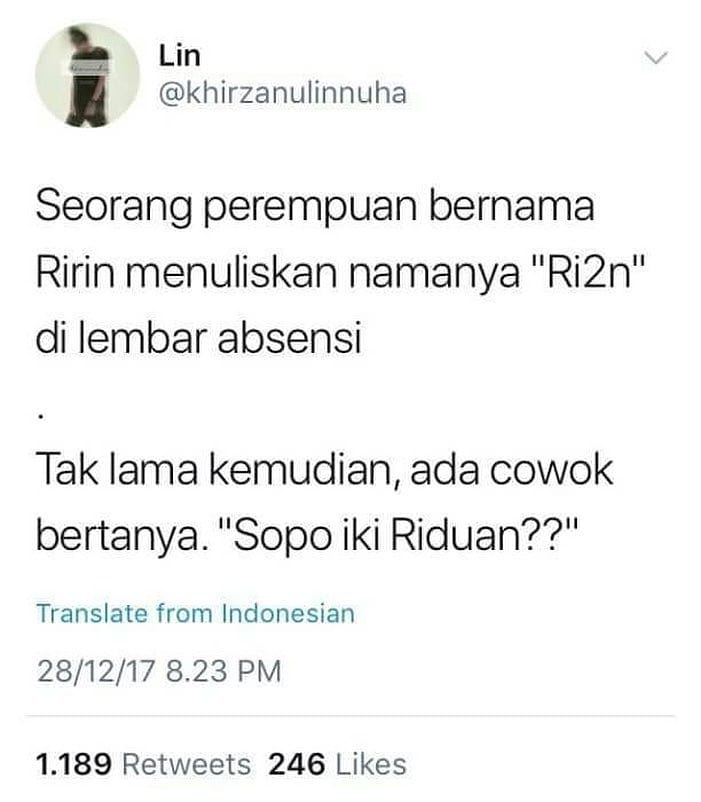 Lin
@khirzanulinnuha
Seorang perempuan bernama
Ririn menuliskan namanya "Ri2n"
di lembar absensi
.
Tak lama kemudian, ada cowok
bertanya. "Sopo iki Riduan??"
Translate from Indonesian
28/12/17 8.23 PM
1.189 Retweets 246 Likes